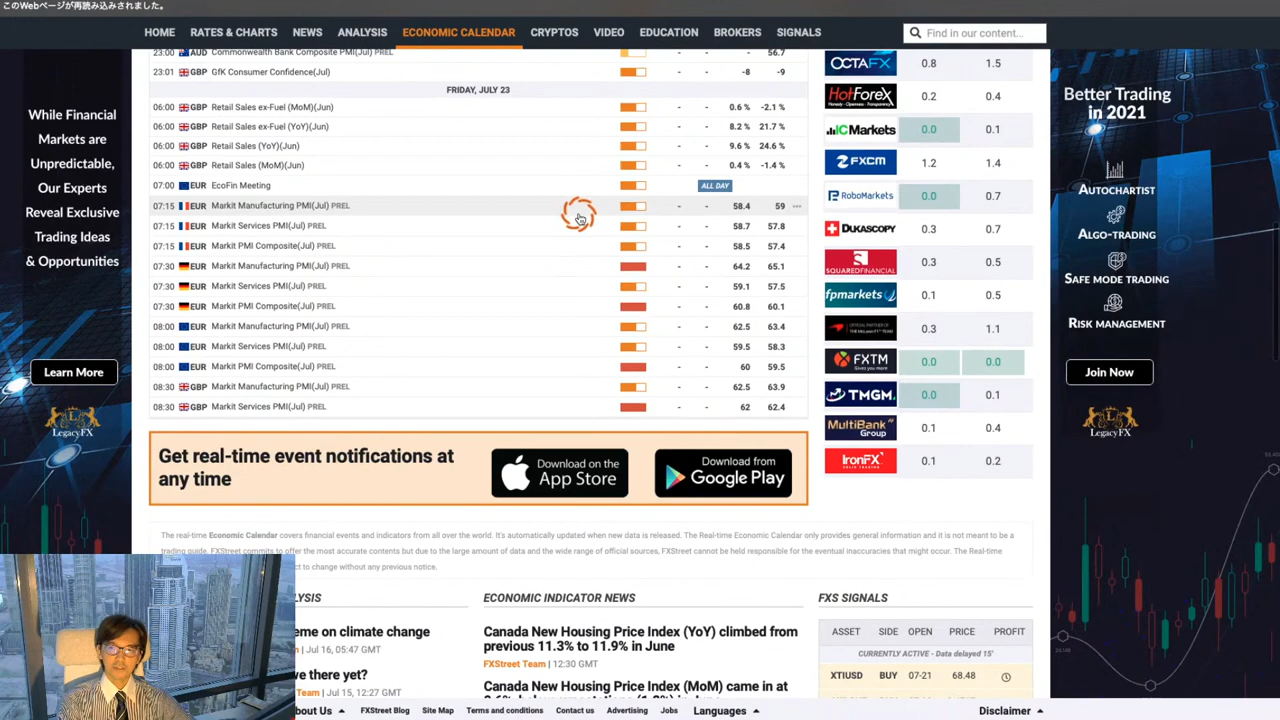 このWebページが再読み込みされました。
HOME RATES & CHARTS NEWS ANALYSIS ECONOMIC CALENDAR CRYPTOS VIDEO EDUCATION BROKERS SIGNALS Find in our content...
23:00 AUD Commonwealth Bank Composite PMI(Jul) PREL 56.7
23:01 GBP GfK Consumer Confidence(Jul) - - -8 -9
FRIDAY, JULY 23
06:00 GBP Retail Sales ex-Fuel (MoM)(Jun) - - 0.6 % -2.1 %
06:00 GBP Retail Sales ex-Fuel (YoY)(Jun) - - 8.2 % 21.7 %
06:00 GBP Retail Sales (YoY)(Jun) - - 9.6 % 24.6 %
06:00 GBP Retail Sales (MoM)(Jun) - - 0.4 % -1.4 %
07:00 EUR EcoFin Meeting ALL DAY
07:15 EUR Markit Manufacturing PMI(Jul) PREL - - 58.4 59
07:15 EUR Markit Services PMI(Jul) PREL - - 58.7 57.8
07:15 EUR Markit PMI Composite(Jul) PREL - - 58.5 57.4
07:30 EUR Markit Manufacturing PMI(Jul) PREL - - 64.2 65.1
07:30 EUR Markit Services PMI(Jul) PREL - - 59.1 57.5
07:30 EUR Markit PMI Composite(Jul) PREL - - 60.8 60.1
08:00 EUR Markit Manufacturing PMI(Jul) PREL - - 62.5 63.4
08:00 EUR Markit Services PMI(Jul) PREL - - 59.5 58.3
08:00 EUR Markit PMI Composite(Jul) PREL - - 60 59.5
08:30 GBP Markit Manufacturing PMI(Jul) PREL - - 62.5 63.9
08:30 GBP Markit Services PMI(Jul) PREL - - 62 62.4
OCTAFX 0.8 1.5
HotForeX 0.2 0.4
IC Markets 0.0 0.1
FXCM 1.2 1.4
RoboMarkets 0.0 0.7
DUKASCOPY 0.3 0.7
SQUAREDFINANCIAL 0.3 0.5
fpmarkets 0.1 0.5
0.3 1.1
FXTM 0.0 0.0
TMGM 0.0 0.1
MultiBank Group 0.1 0.4
IronFX 0.1 0.2
While Financial
Markets are
Unpredictable,
Our Experts
Reveal Exclusive
Trading Ideas
& Opportunities
Learn More
LegacyFX
Better Trading
in 2021
AUTOCHARTIST
ALGO-TRADING
SAFE MODE TRADING
RISK MANAGEMENT
Join Now
LegacyFX
Get real-time event notifications at
any time
Download on the
App Store
Download from
Google Play
The real-time Economic Calendar covers financial events and indicators from all over the world. It's automatically updated when new data is released. The Real-time Economic Calendar only provides general information and it is not meant to be a
trading guide. FXStreet commits to offer the most accurate contents but due to the large amount of data and the wide range of official sources, FXStreet cannot be held responsible for the eventual inaccuracies that might occur. The Real-time
ct to change without any previous notice.
YSIS
eme on climate change
m | Jul 16, 05:47 GMT
ve there yet?
Team | Jul 15, 12:27 GMT
ECONOMIC INDICATOR NEWS
Canada New Housing Price Index (YoY) climbed from
previous 11.3% to 11.9% in June
FXStreet Team | 12:30 GMT
Canada New Housing Price Index (MoM) came in at
FXS SIGNALS
ASSET SIDE OPEN PRICE PROFIT
CURRENTLY ACTIVE - Data delayed 15'
XTIUSD BUY 07-21 68.48
bout Us FXStreet Blog Site Map Terms and conditions Contact us Advertising Jobs Languages Disclaimer